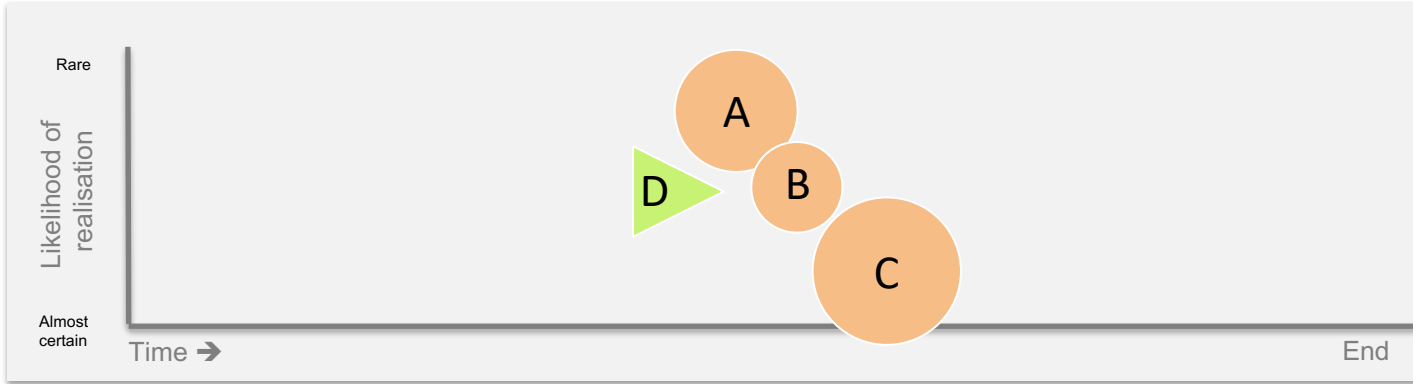 Rare
Likelihood of
realisation
A
D
B
C
Almost
certain
Time ➔
End